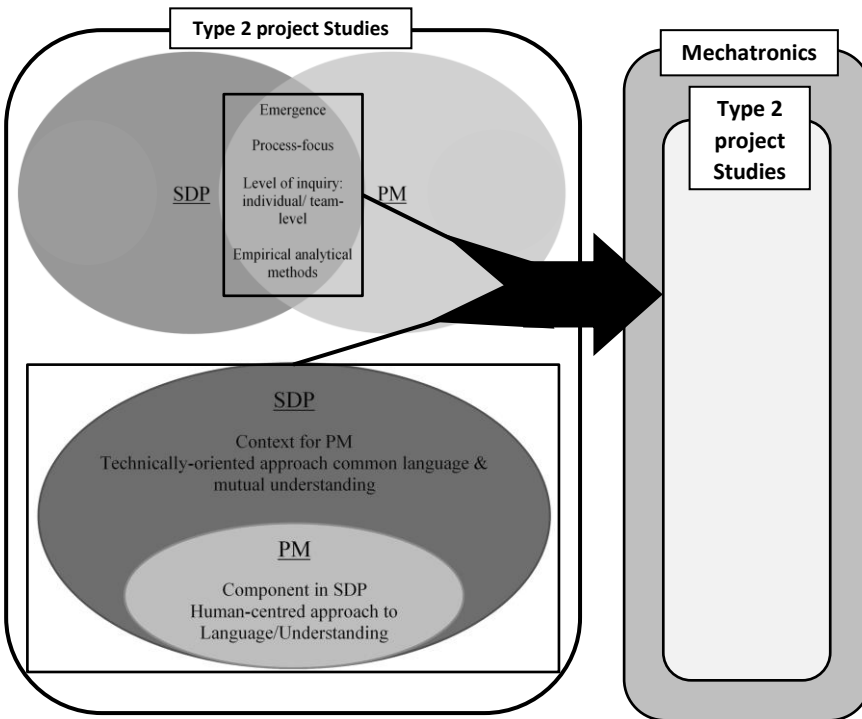 Type 2 project Studies
Emergence
Process-focus
SDP
Level of inquiry:
individual/ team-
level
PM
Empirical analytical
methods
SDP
Context for PM
Technically-oriented approach common language &
mutual understanding
PM
Component in SDP
Human-centred approach to
Language/Understanding
Mechatronics
Type 2
project
Studies